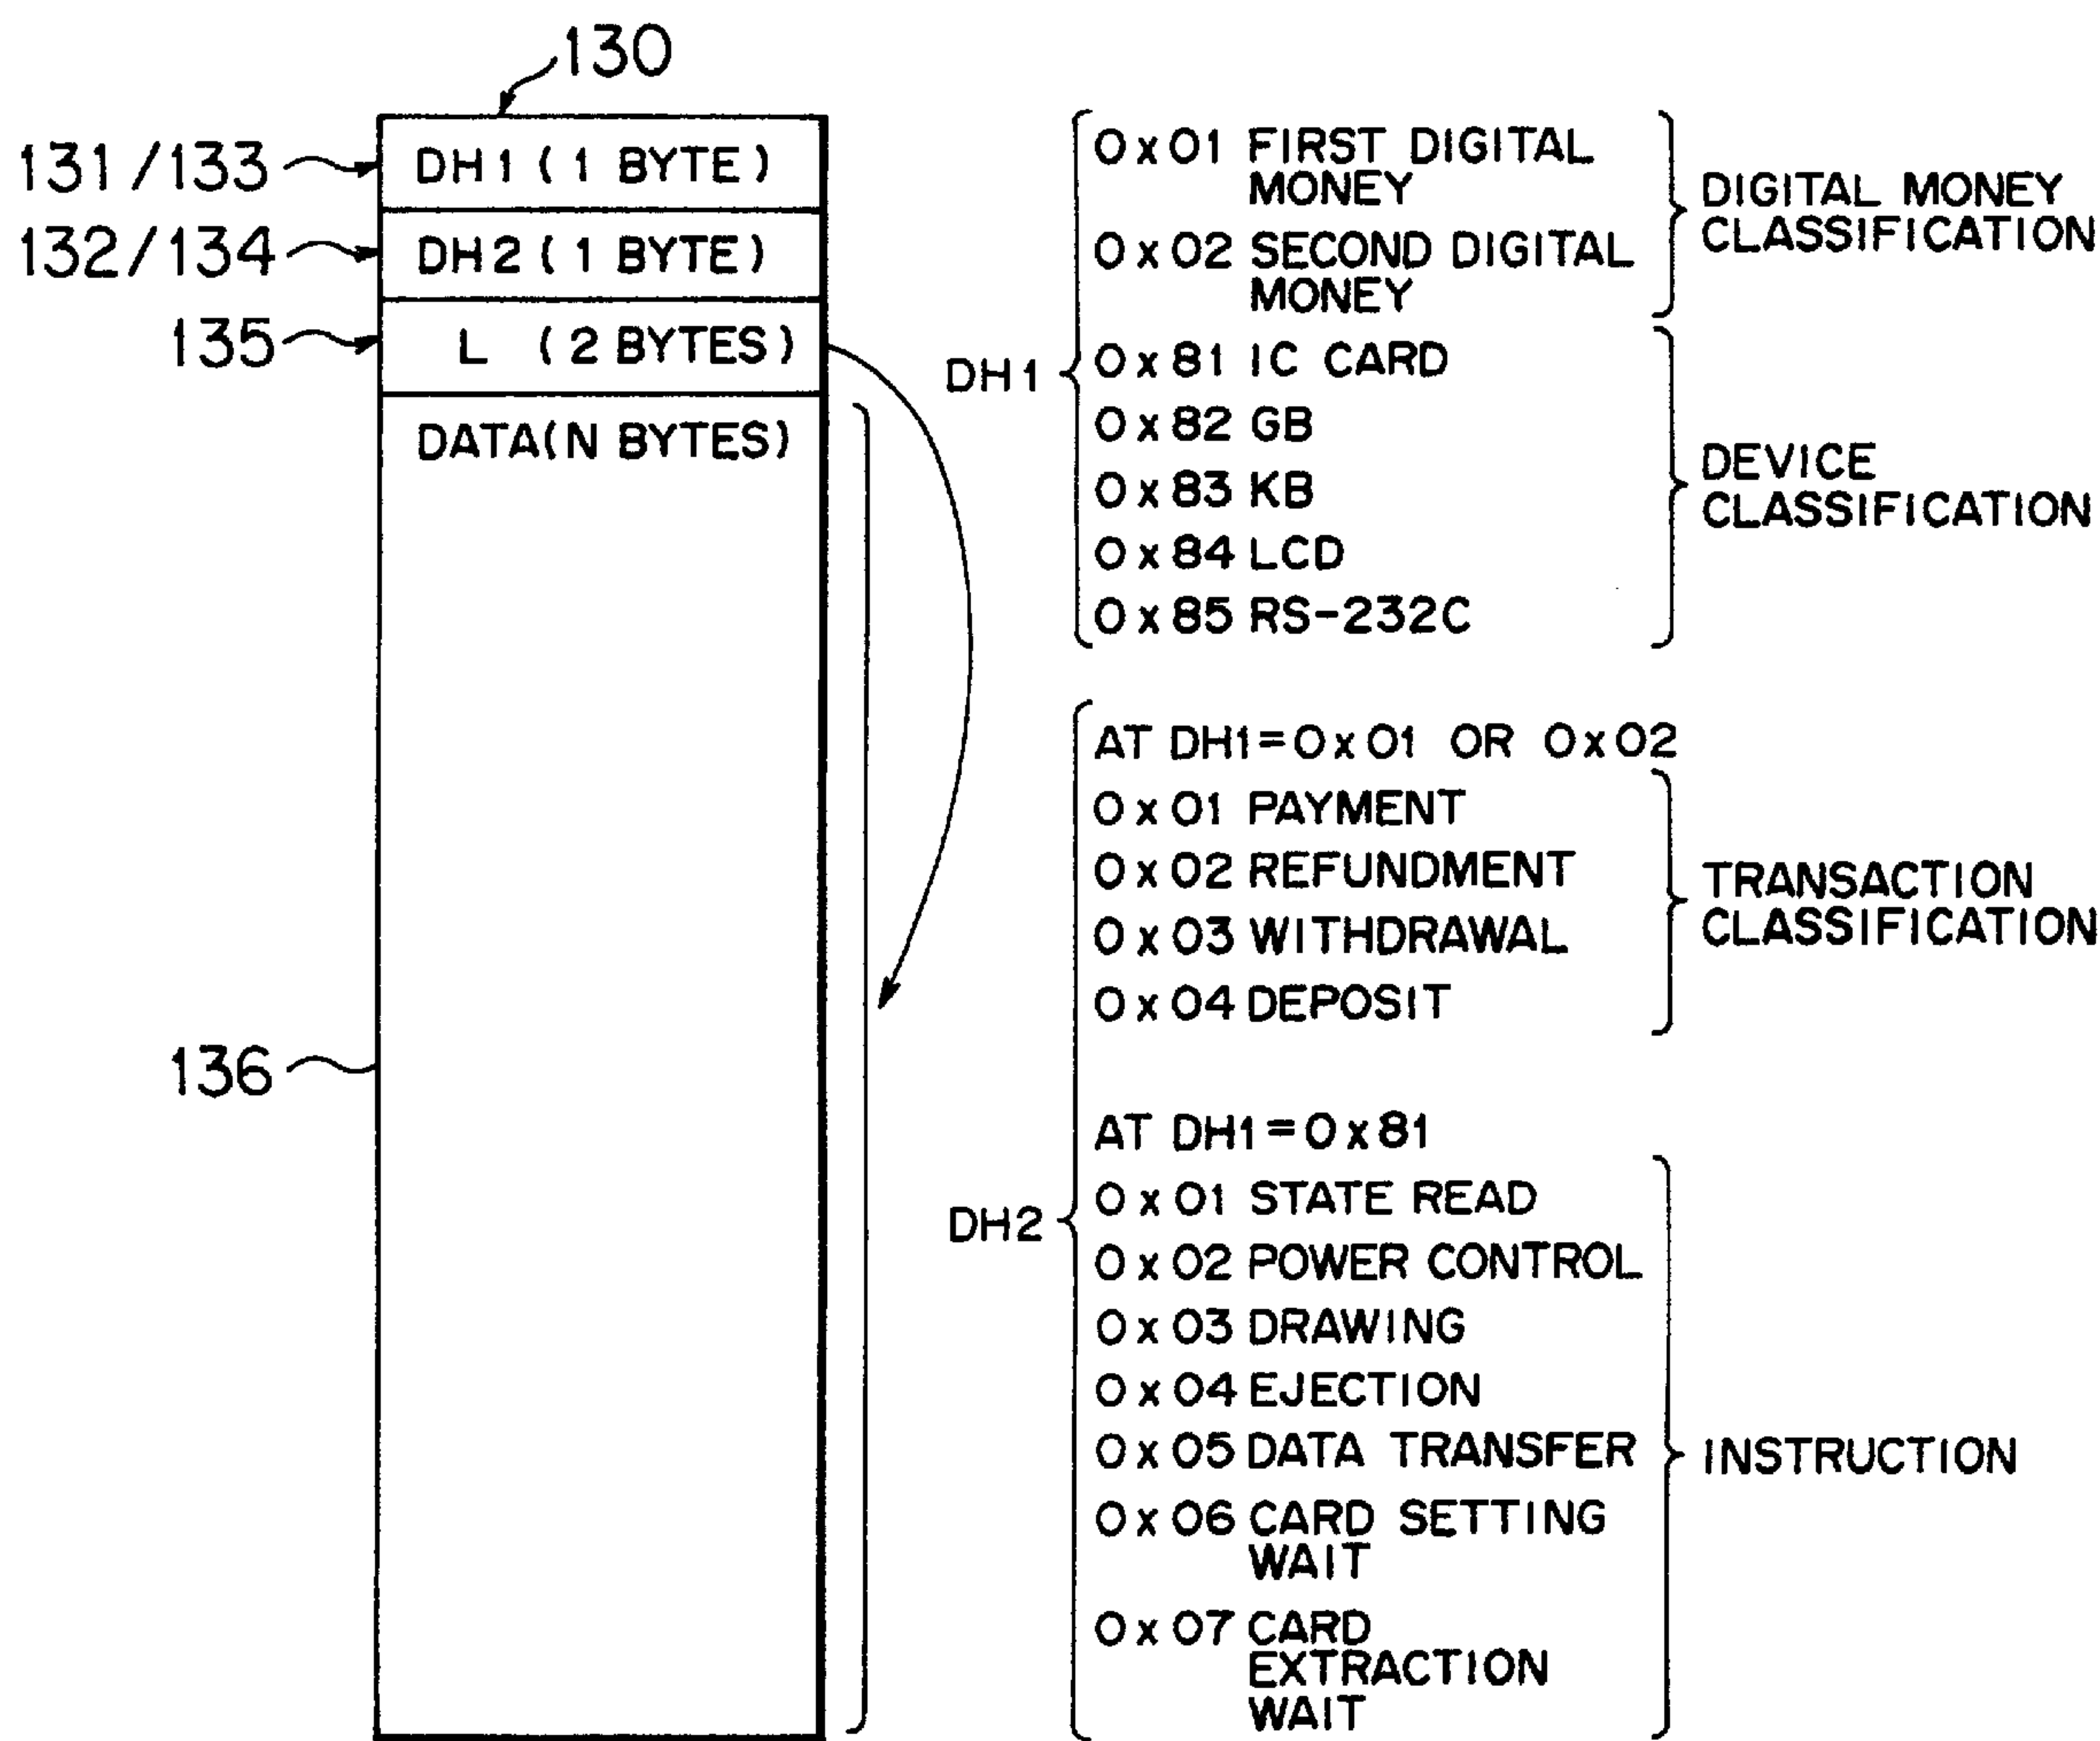 130
131/133
DH1 (1 BYTE)
132/134
DH2 (1 BYTE)
135
L (2 BYTES)
DATA(N BYTES)
136
DH1
0x01 FIRST DIGITAL
MONEY
0x02 SECOND DIGITAL
MONEY
DIGITAL MONEY
CLASSIFICATION
0x81 IC CARD
0x82 GB
0x83 KB
0x84 LCD
0x85 RS-232C
DEVICE
CLASSIFICATION
DH2
AT DH1=0x01 OR 0x02
0x01 PAYMENT
0x02 REFUNDMENT
0x03 WITHDRAWAL
0x04 DEPOSIT
TRANSACTION
CLASSIFICATION
AT DH1=0x81
0x01 STATE READ
0x02 POWER CONTROL
0x03 DRAWING
0x04 EJECTION
0x05 DATA TRANSFER
0x06 CARD SETTING
WAIT
0x07 CARD
EXTRACTION
WAIT
INSTRUCTION